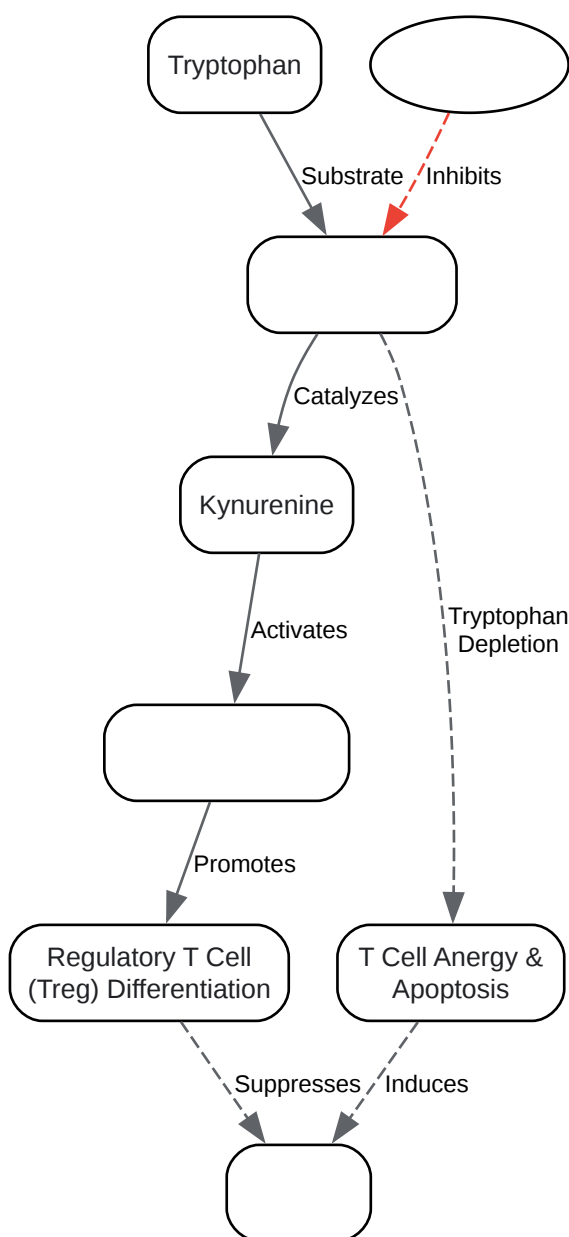 Tryptophan
Substrate
Inhibits
Catalyzes
Kynurenine
Activates
Tryptophan
Depletion
Promotes
Regulatory T Cell
(Treg) Differentiation
T Cell Anergy &
Apoptosis
Suppresses
Induces